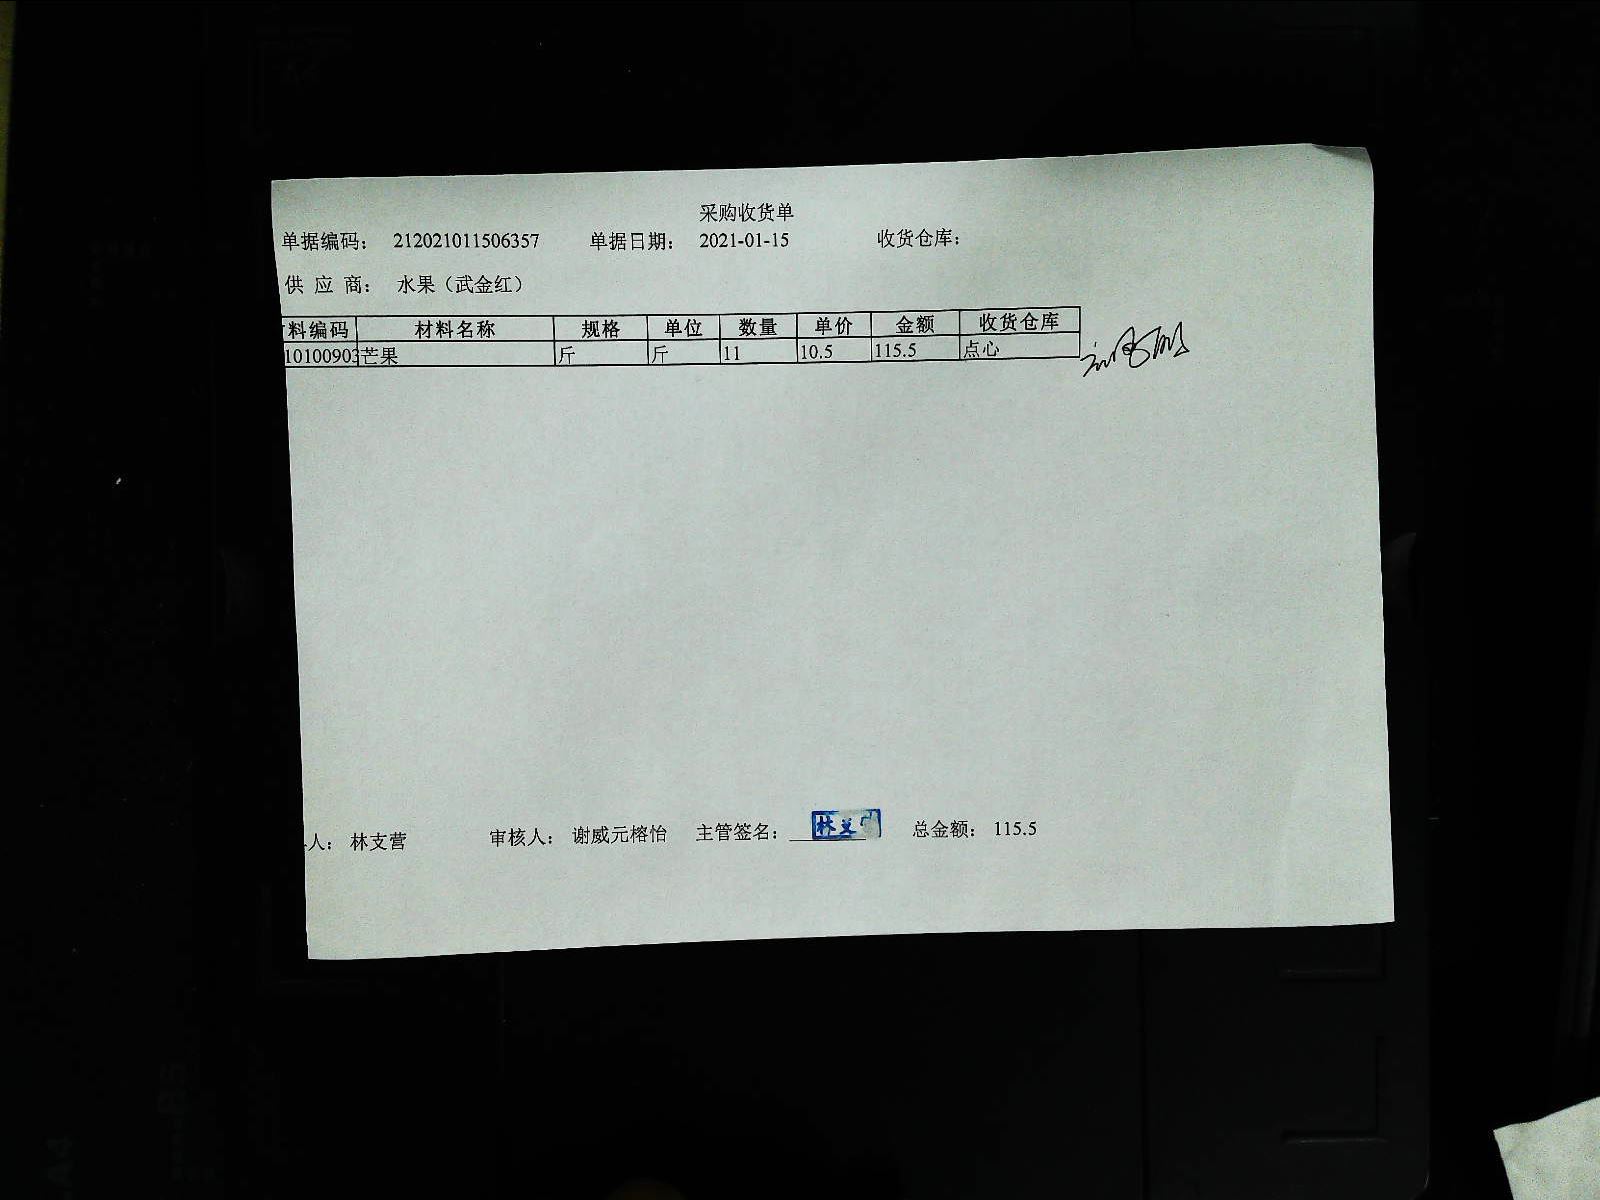 采购收货单
单据编码： 212021011506357 单据日期： 2021-01-15 收货仓库：
供 应 商： 水果（武金红）
料编码 材料名称 规格 单位 数量 单价 金额 收货仓库
10100903 芒果 斤 斤 11 10.5 115.5 点心
人： 林支营 审核人： 谢威元榕怡 主管签名： 林 总金额： 115.5